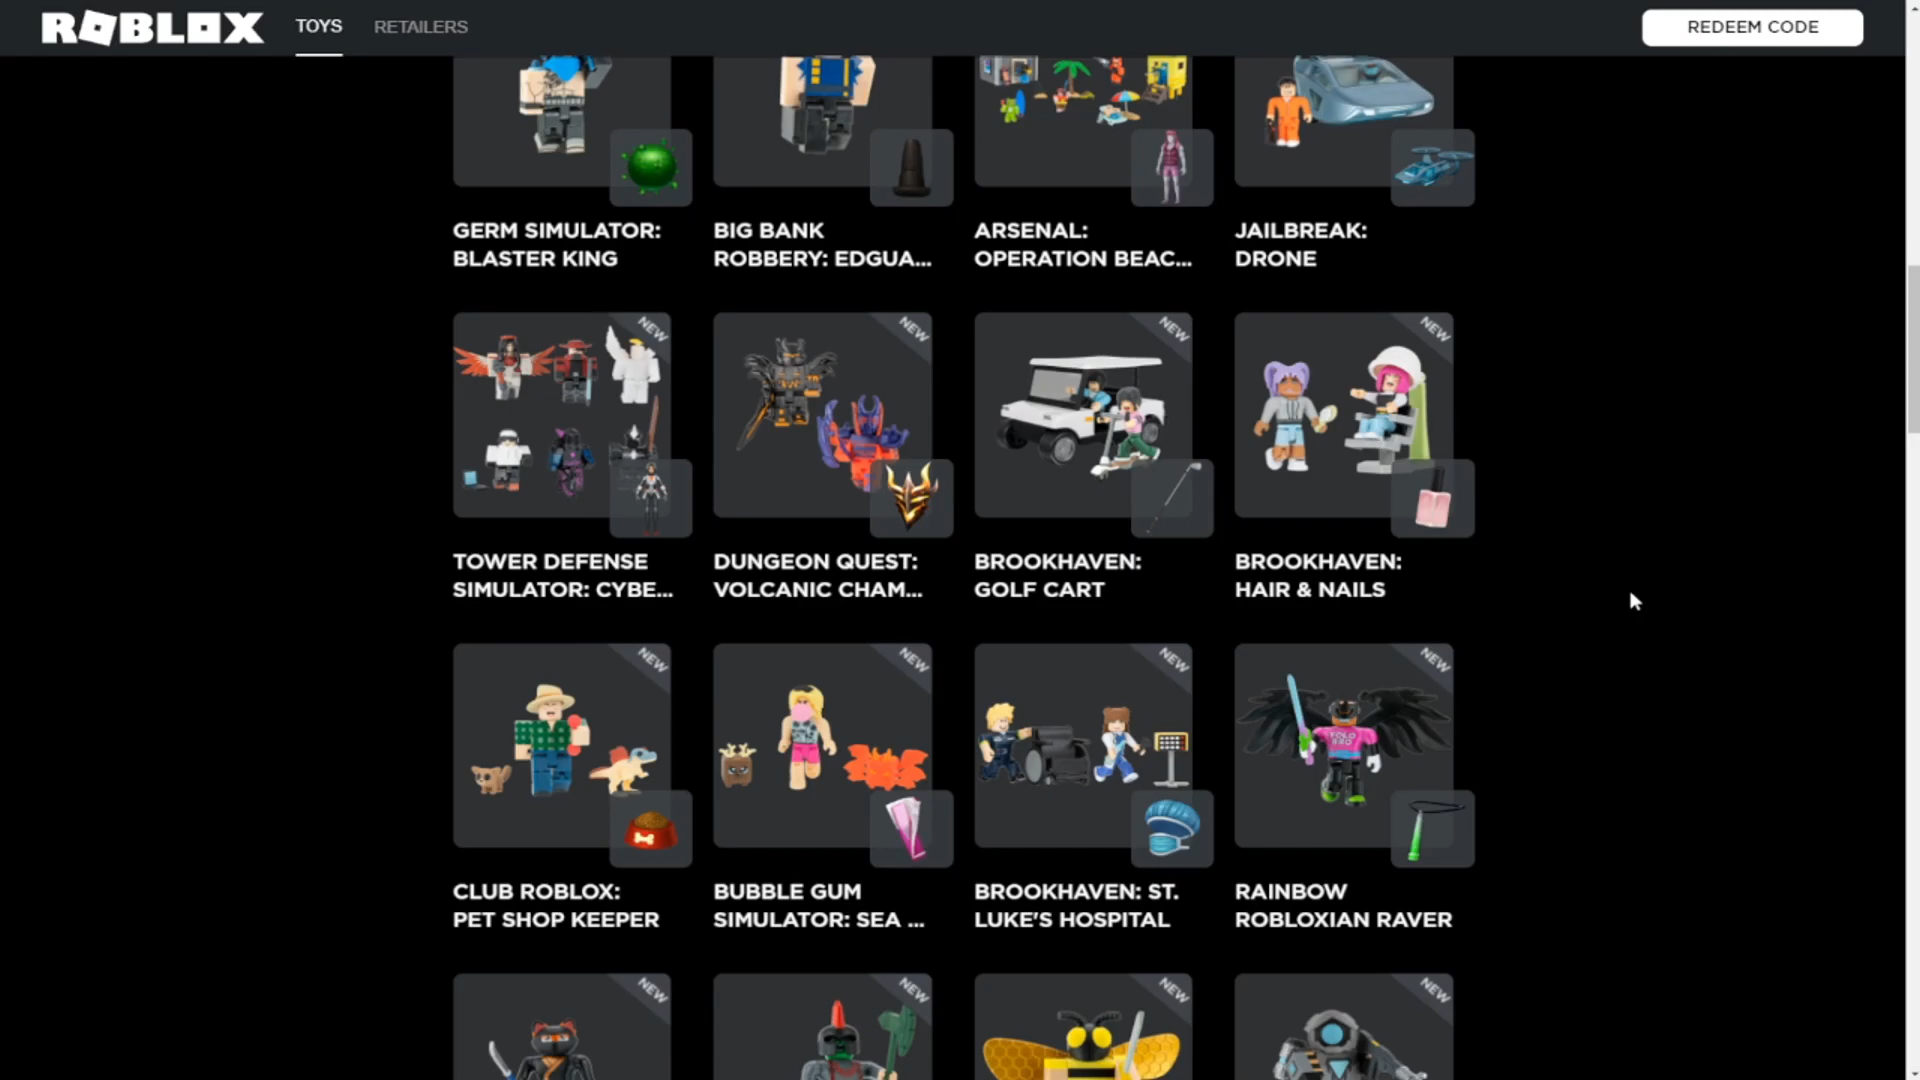 ROBLOX TOYS RETAILERS REDEEM CODE
GERM SIMULATOR:
BLASTER KING
BIG BANK
ROBBERY: EDGUA...
ARSENAL:
OPERATION BEAC...
JAILBREAK:
DRONE
NEW
NEW
NEW
NEW
TOWER DEFENSE
SIMULATOR: CYBE...
DUNGEON QUEST:
VOLCANIC CHAM...
BROOKHAVEN:
GOLF CART
BROOKHAVEN:
HAIR & NAILS
NEW
NEW
NEW
NEW
YOLO
BRO
CLUB ROBLOX:
PET SHOP KEEPER
BUBBLE GUM
SIMULATOR: SEA ...
BROOKHAVEN: ST.
LUKE'S HOSPITAL
RAINBOW
ROBLOXIAN RAVER
NEW
NEW
NEW
NEW